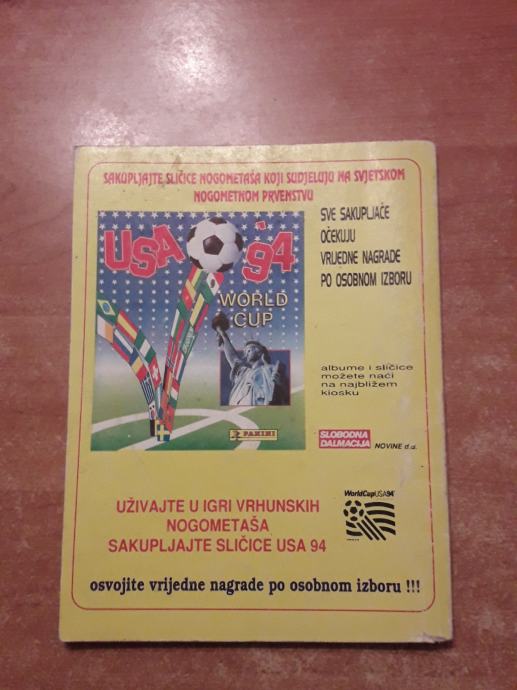 SAKUPLJAJTE SLIČICE NOGOMETAŠA KOJI SUDJELUJU NA SVJETSKOM
NOGOMETNOM PRVENSTVU
USA '94
WORLD
CUP
PANINI
SVE SAKUPLJAČE
OČEKUJU
VRIJEDNE NAGRADE
PO OSOBNOM IZBORU
albume i sličice
možete naći
na najbližem
kiosku
SLOBODNA
DALMACIJA
NOVINE d.d.
UŽIVAJTE U IGRI VRHUNSKIH
NOGOMETAŠA
SAKUPLJAJTE SLIČICE USA 94
WorldCupUSA94
osvojite vrijedne nagrade po osobnom izboru !!!